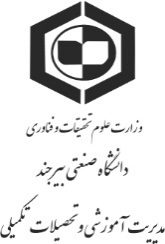 وزارت علوم تحقیقات و فناوری
دانشگاه صنعتی بیرجند
مدیریت آموزشی و تحصیلات تکمیلی